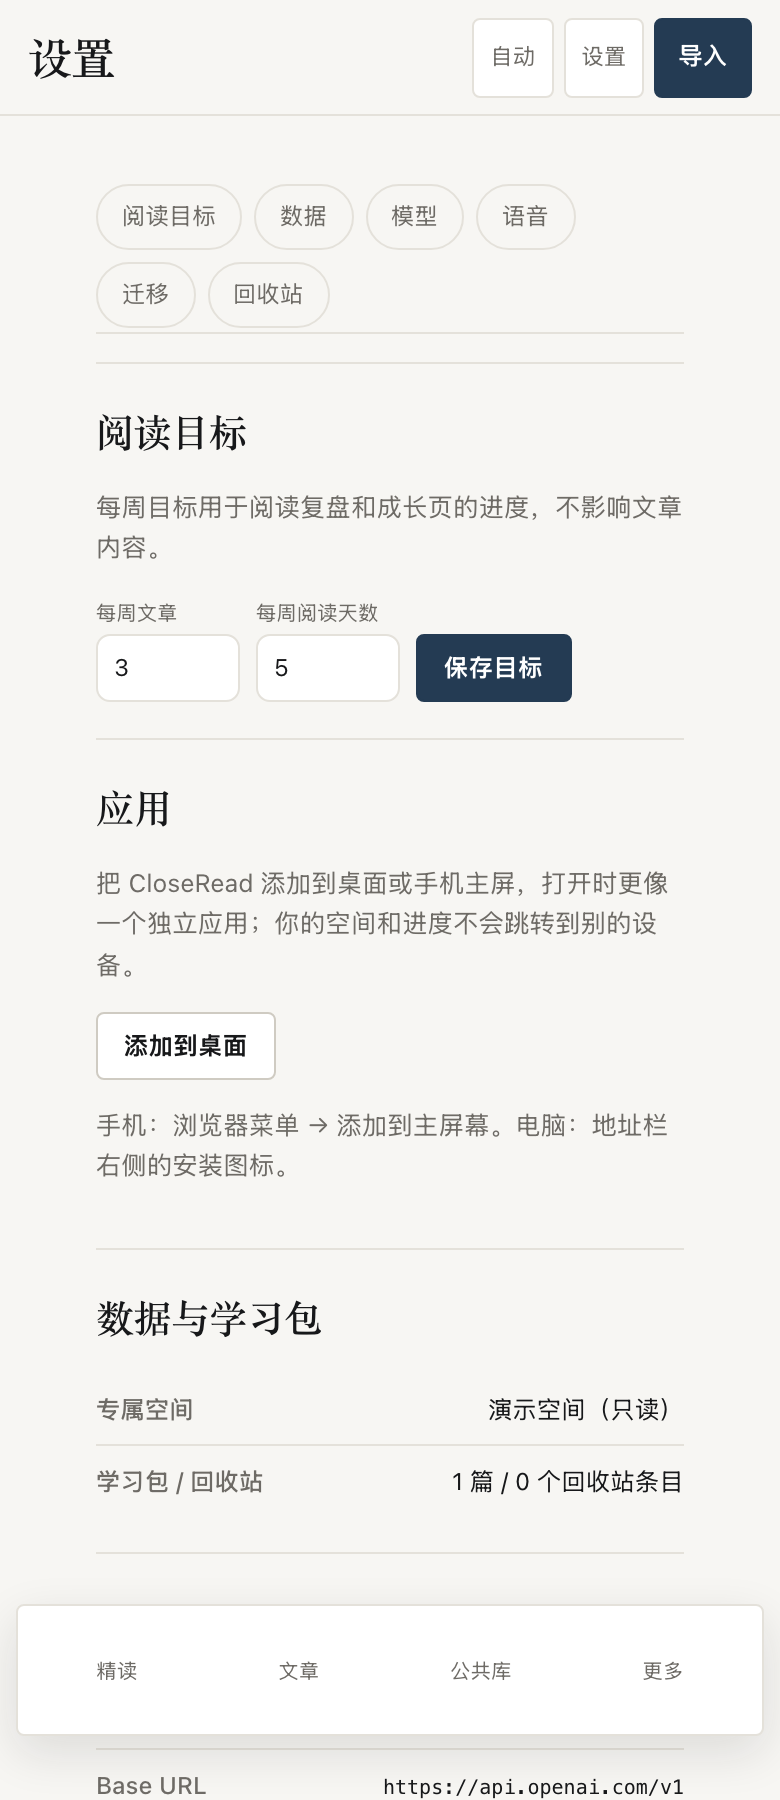 设置
自动
设置
导入
阅读目标
数据
模型
语音
迁移
回收站
阅读目标
每周目标用于阅读复盘和成长页的进度，不影响文章
内容。
每周文章
每周阅读天数
3
5
保存目标
应用
把 CloseRead 添加到桌面或手机主屏，打开时更像
一个独立应用；你的空间和进度不会跳转到别的设
备。
添加到桌面
手机：浏览器菜单 → 添加到主屏幕。电脑：地址栏
右侧的安装图标。
数据与学习包
专属空间
演示空间（只读）
学习包 / 回收站
1 篇 / 0 个回收站条目
精读
文章
公共库
更多
Base URL
https://api.openai.com/v1